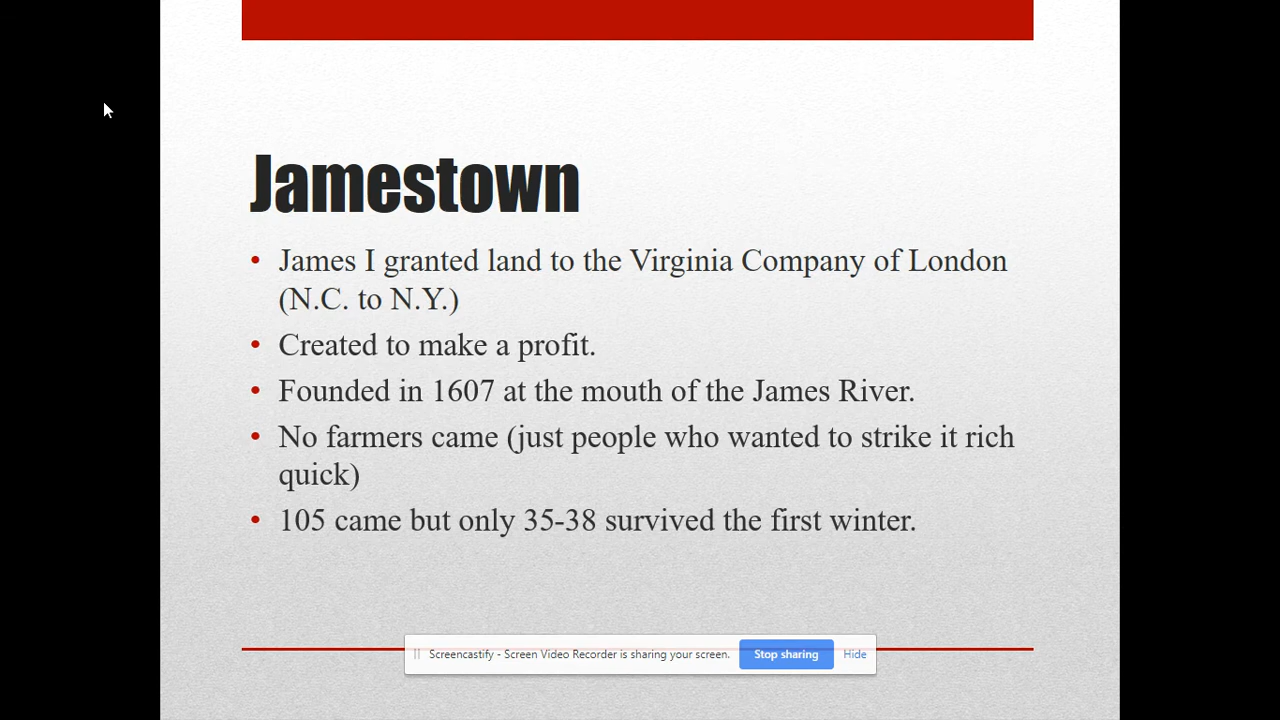 Jamestown
• James I granted land to the Virginia Company of London
(N.C. to N.Y.)
• Created to make a profit.
• Founded in 1607 at the mouth of the James River.
• No farmers came (just people who wanted to strike it rich
quick)
• 105 came but only 35-38 survived the first winter.
Screencastify - Screen Video Recorder is sharing your screen. Stop sharing Hide